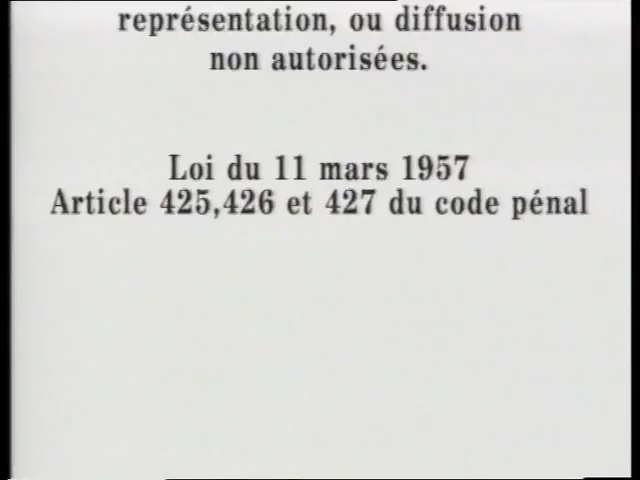 représentation, ou diffusion
non autorisées.
Loi du 11 mars 1957
Article 425,426 et 427 du code pénal